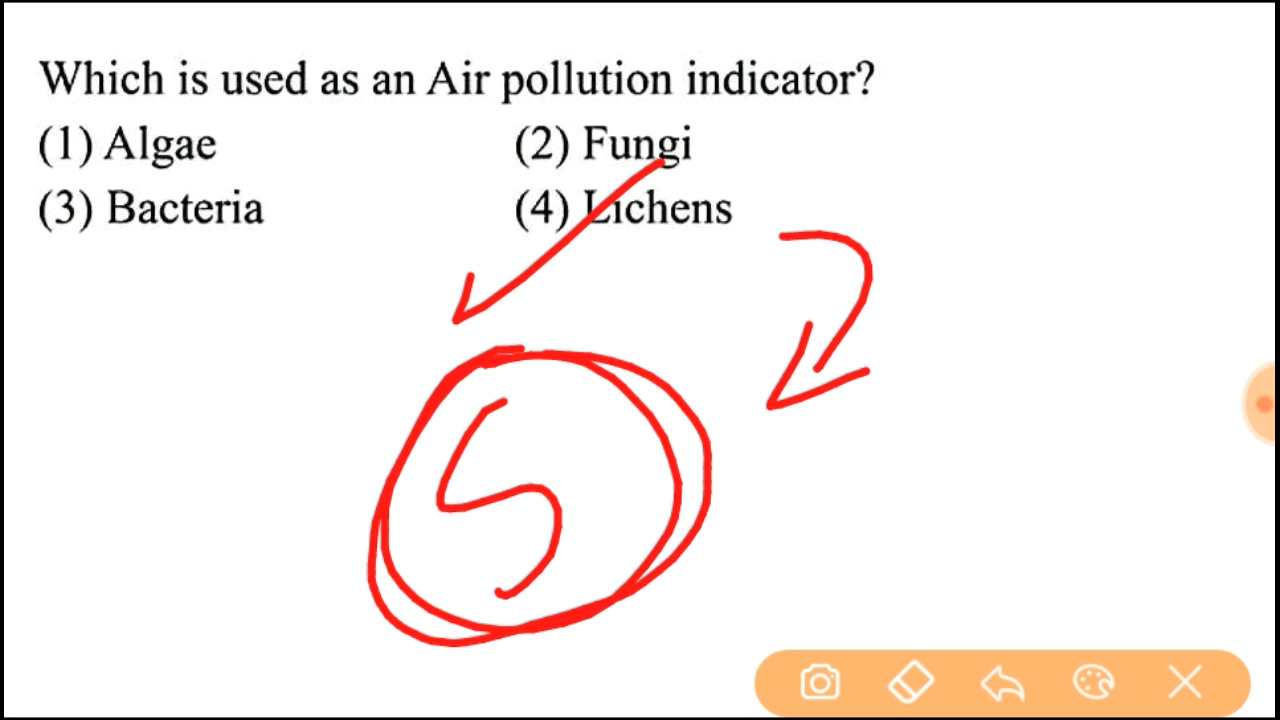 Which is used as an Air pollution indicator?
(1) Algae (2) Fungi
(3) Bacteria (4) Lichens
S